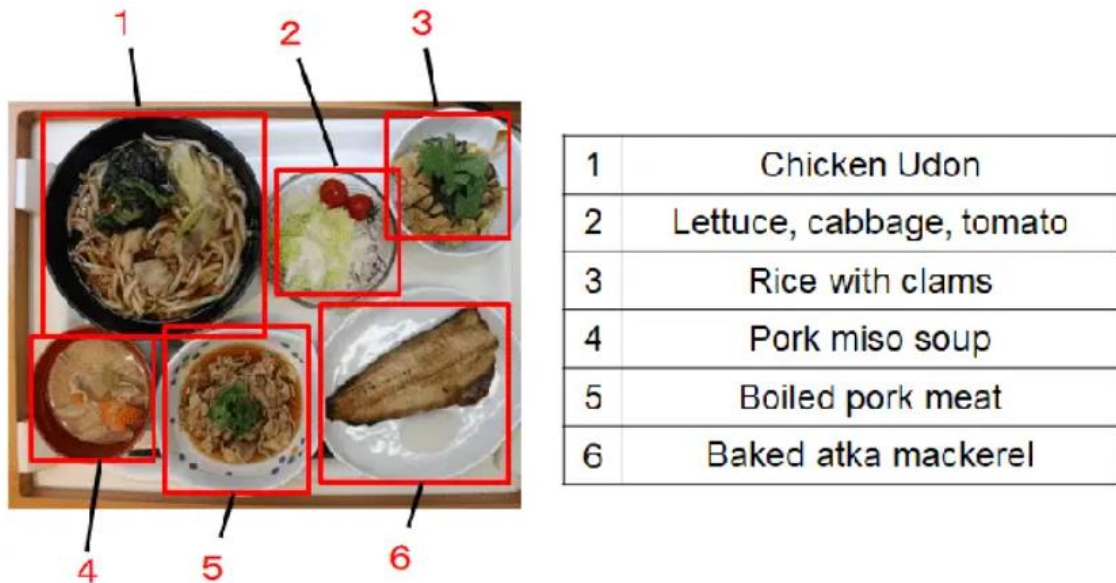 1
2
3
4
5
6
1 Chicken Udon
2 Lettuce, cabbage, tomato
3 Rice with clams
4 Pork miso soup
5 Boiled pork meat
6 Baked atka mackerel